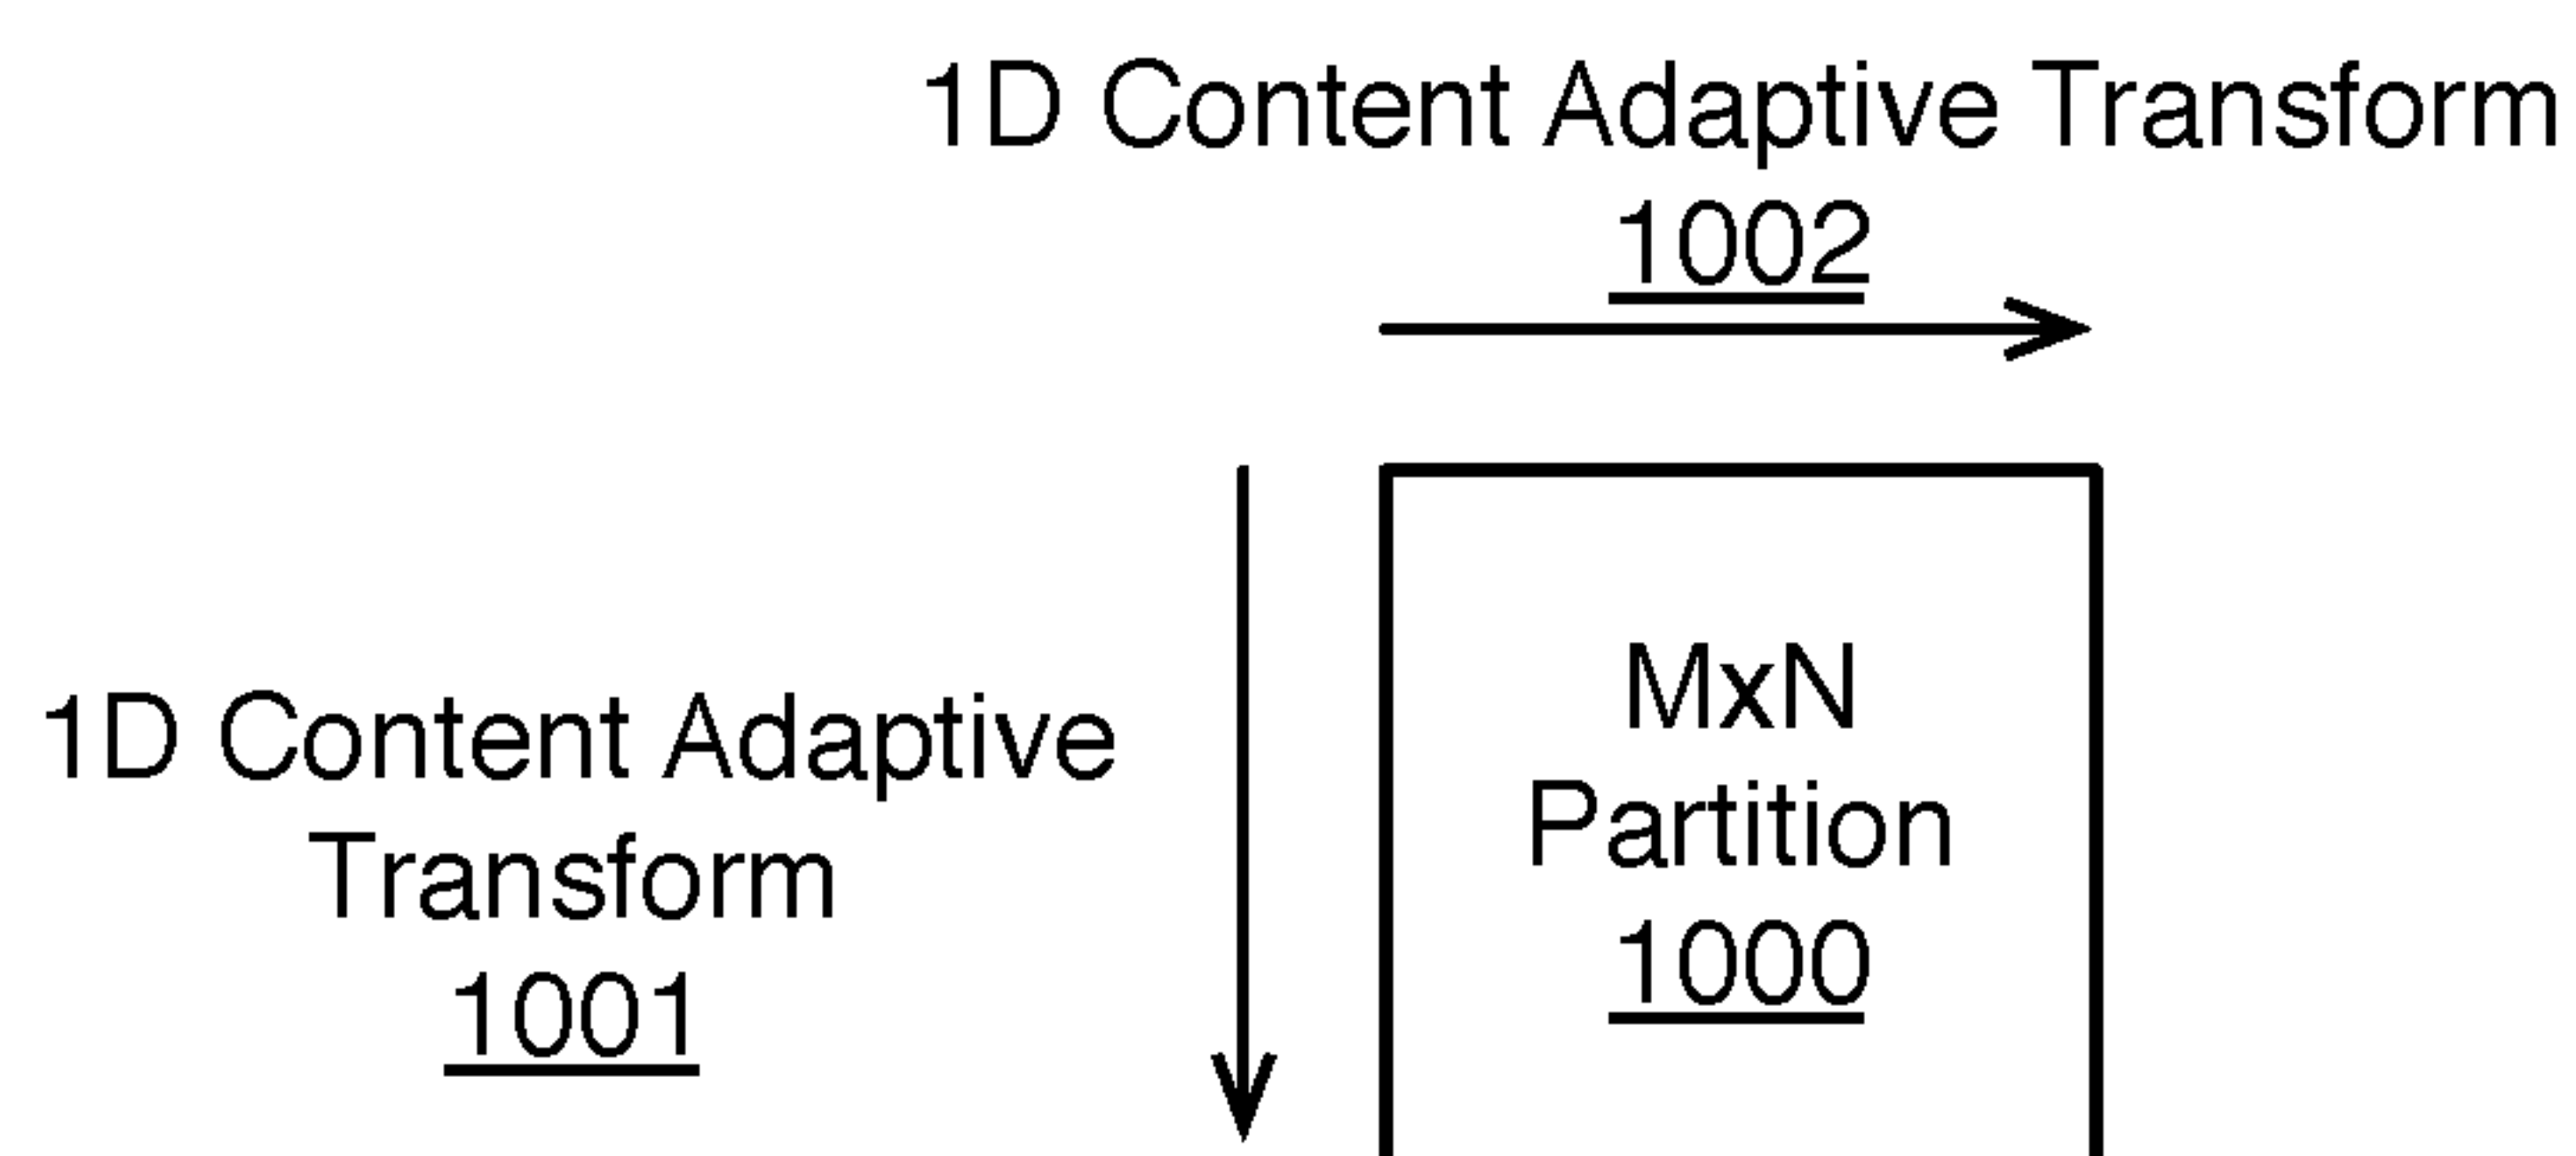 1D Content Adaptive Transform
1002
MxN
Partition
1000
1D Content Adaptive
Transform
1001